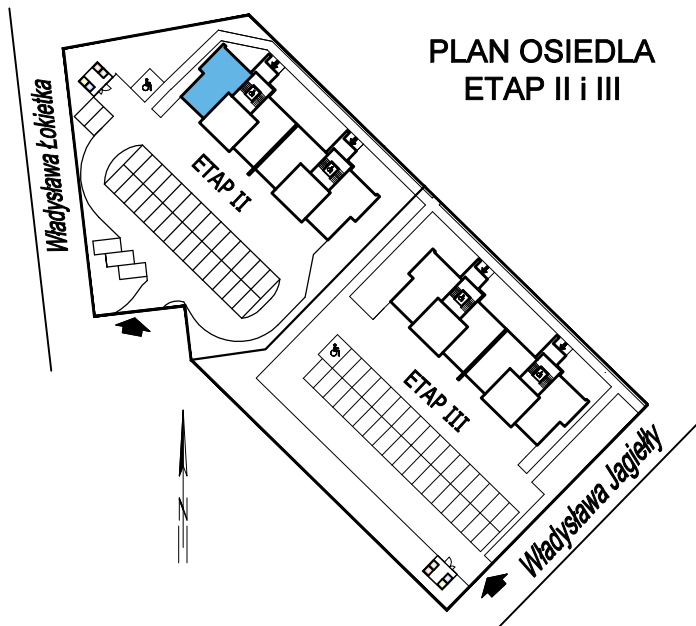 PLAN OSIEDLA
ETAP II i III
Władysława Łokietka
ETAP II
ETAP III
Władysława Jagiełły
N